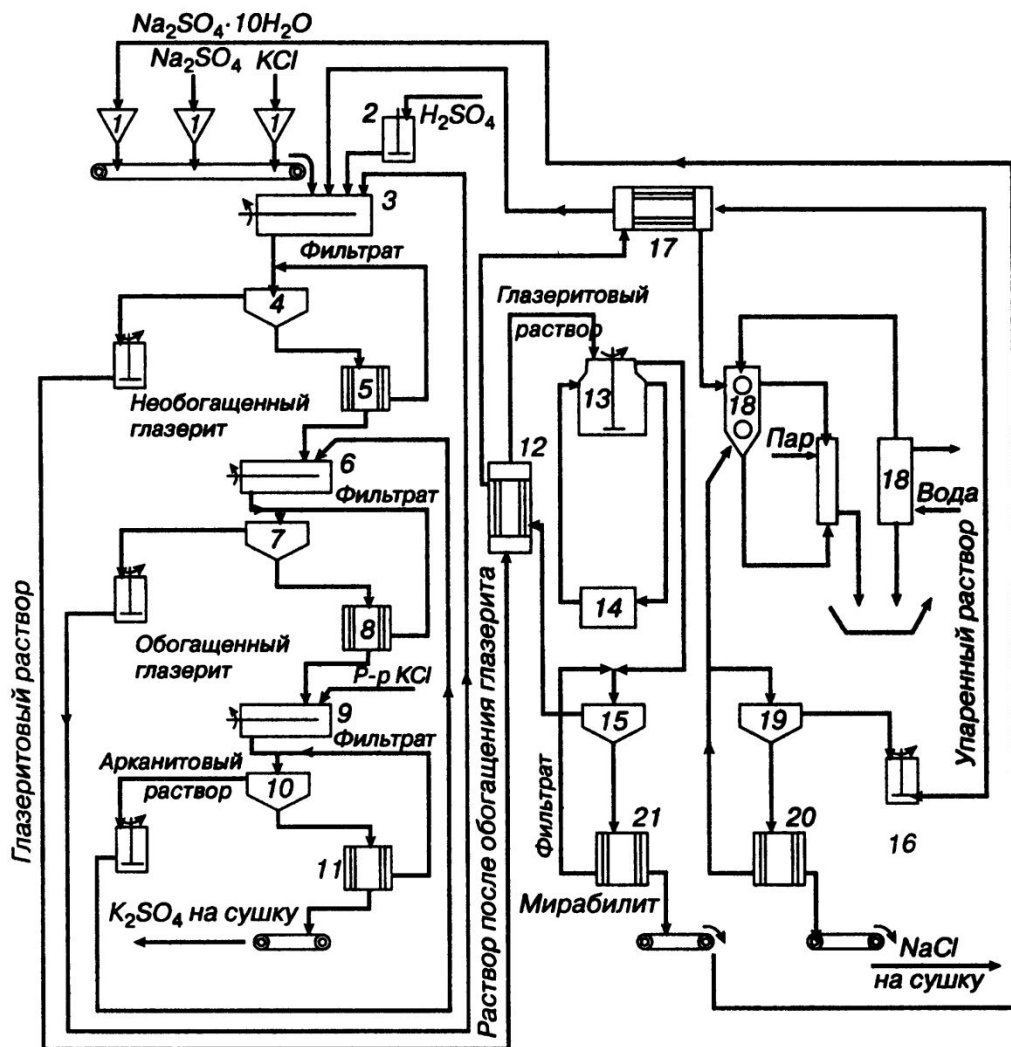 Na₂SO₄·10H₂O
Na₂SO₄ KCl
1 1 1
2
H₂SO₄
3
Фильтрат
4
5
Необогащенный
глазерит
6
Фильтрат
7
8
Обогащенный
глазерит
Р-р KCl
9
Фильтрат
Арканитовый
раствор
10
11
K₂SO₄ на сушку
Глазеритовый раствор
Раствор после обогащения глазерита
12
Глазеритовый
раствор
13
14
15
Фильтрат
21
Мирабилит
17
18
Пар
18
Вода
Упаренный раствор
19
16
20
NaCl
на сушку